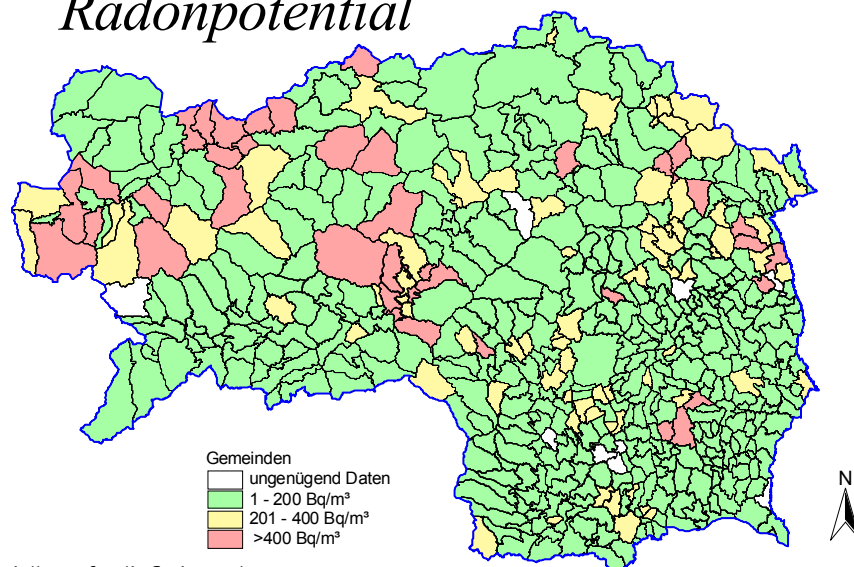 Radonpotential
N
Gemeinden
ungenügend Daten
1 - 200 Bq/m³
201 - 400 Bq/m³
>400 Bq/m³